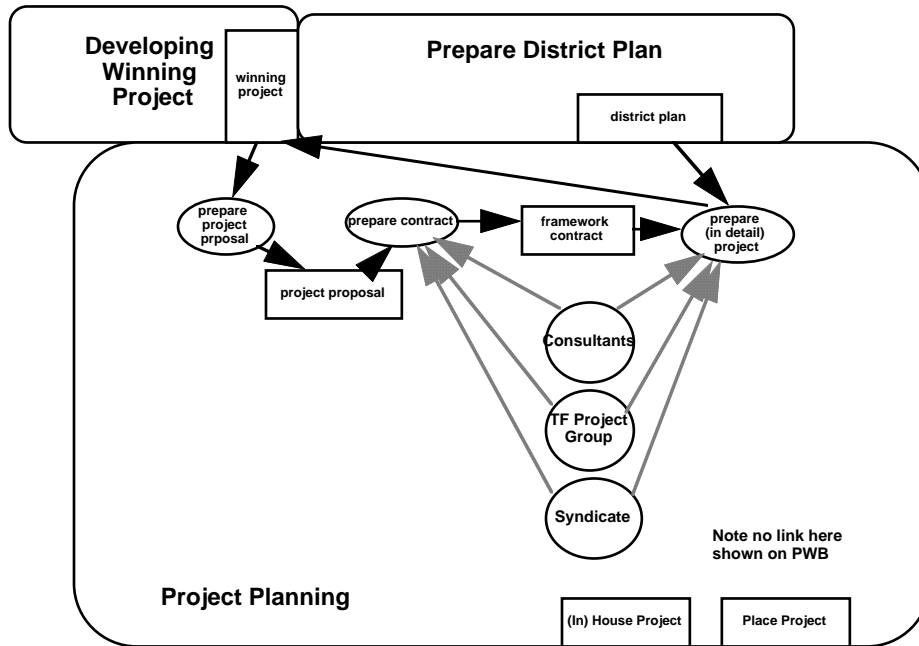 Developing
Winning
Project
winning
project
Prepare District Plan
district plan
prepare
project
prposal
prepare contract
framework
contract
prepare
(in detail)
project
project proposal
Consultants
TF Project
Group
Syndicate
Note no link here
shown on PWB
Project Planning
(In) House Project
Place Project